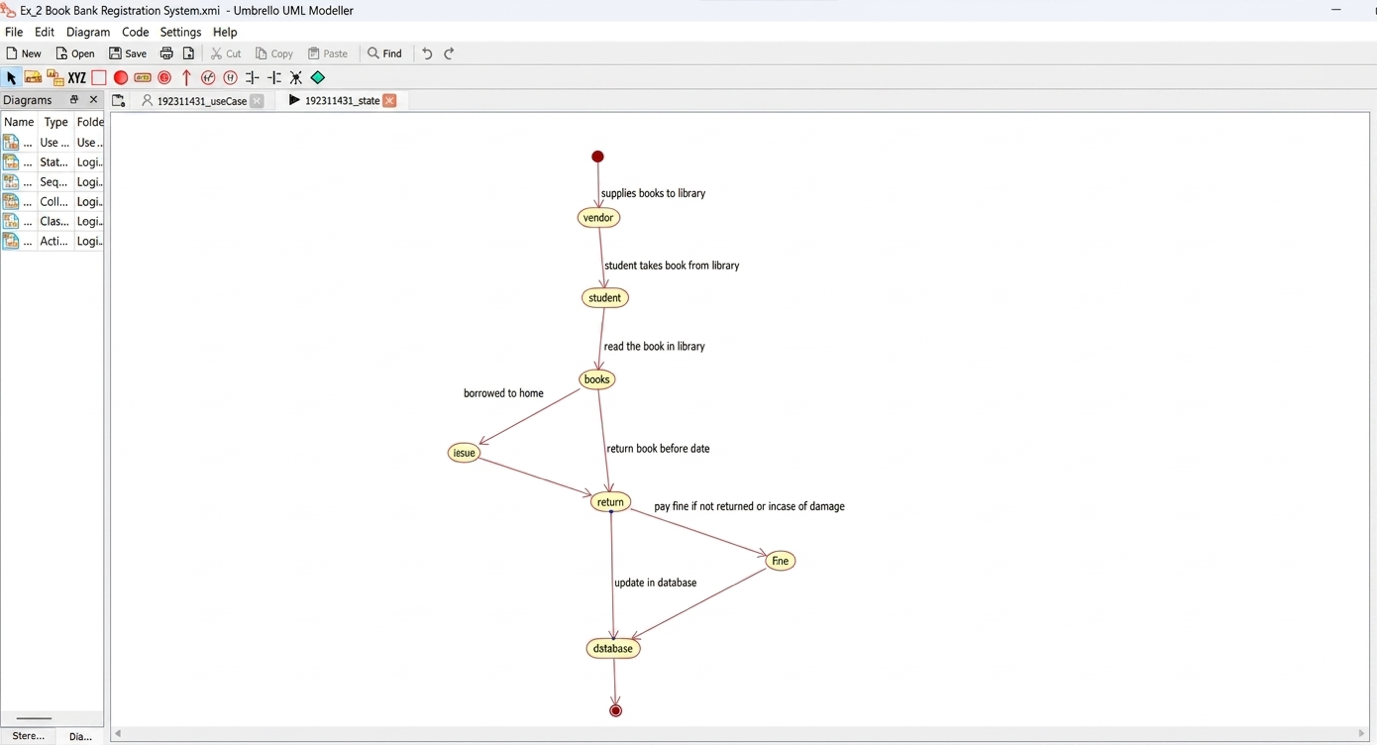 Ex_2 Book Bank Registration System.xmi - Umbrello UML Modeller
File Edit Diagram Code Settings Help
New Open Save Cut Copy Paste Find
XYZ
Diagrams
192311431_useCase
192311431_state
Name Type Folde
... Use ... Use ..
... Stat... Logi..
... Seq... Logi..
... Coll... Logi..
... Clas... Logi..
... Acti... Logi..
supplies books to library
vendor
student takes book from library
student
read the book in library
books
borrowed to home
return book before date
iesue
return
pay fine if not returned or incase of damage
Fine
update in database
database
Stere... Dia...